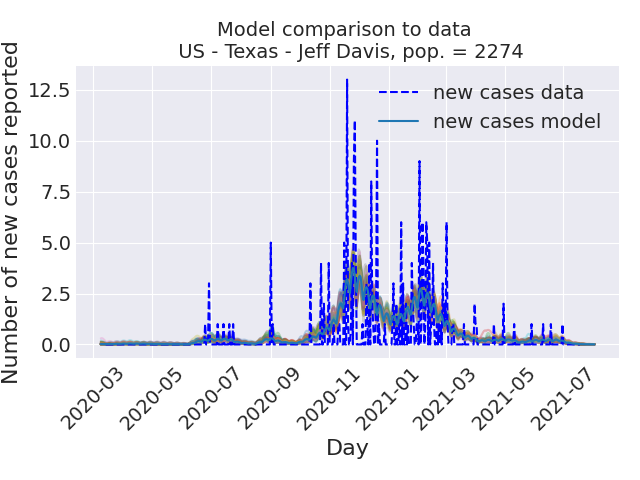 Model comparison to data
US - Texas - Jeff Davis, pop. = 2274
Number of new cases reported
12.5
10.0
7.5
5.0
2.5
0.0
new cases data
new cases model
2020-03
2020-05
2020-07
2020-09
2020-11
2021-01
2021-03
2021-05
2021-07
Day